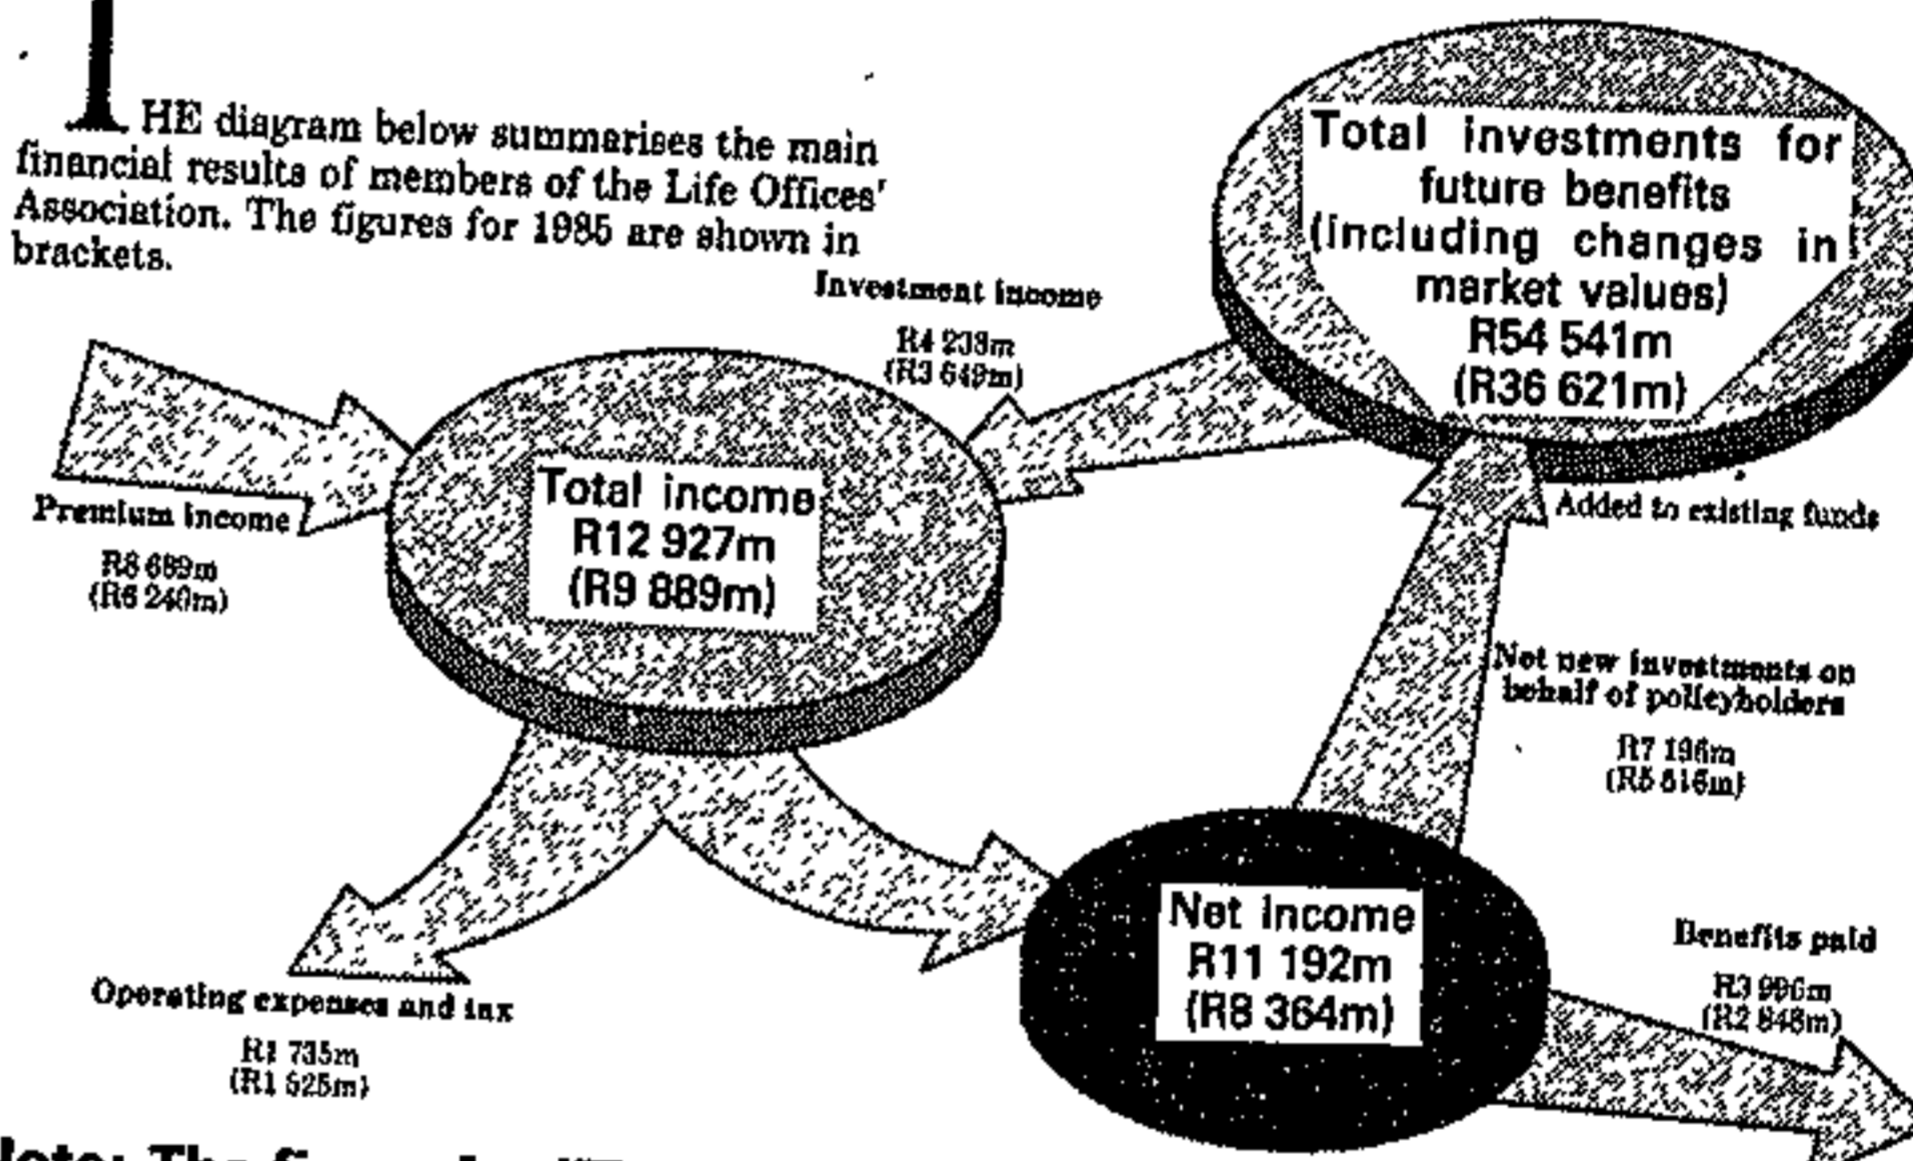 THE diagram below summarises the main
financial results of members of the Life Offices'
Association. The figures for 1985 are shown in
brackets.
Total investments for
future benefits
(including changes in
market values)
R54 541m
(R36 621m)
Investment income
R4 238m
(R3 649m)
Premium income
R8 689m
(R6 240m)
Total income
R12 927m
(R9 889m)
Added to existing funds
Net new investments on
behalf of policyholders
R7 196m
(R5 516m)
Net income
R11 192m
(R8 364m)
Benefits paid
R3 996m
(R2 848m)
Operating expenses and tax
R1 735m
(R1 525m)
Note: The